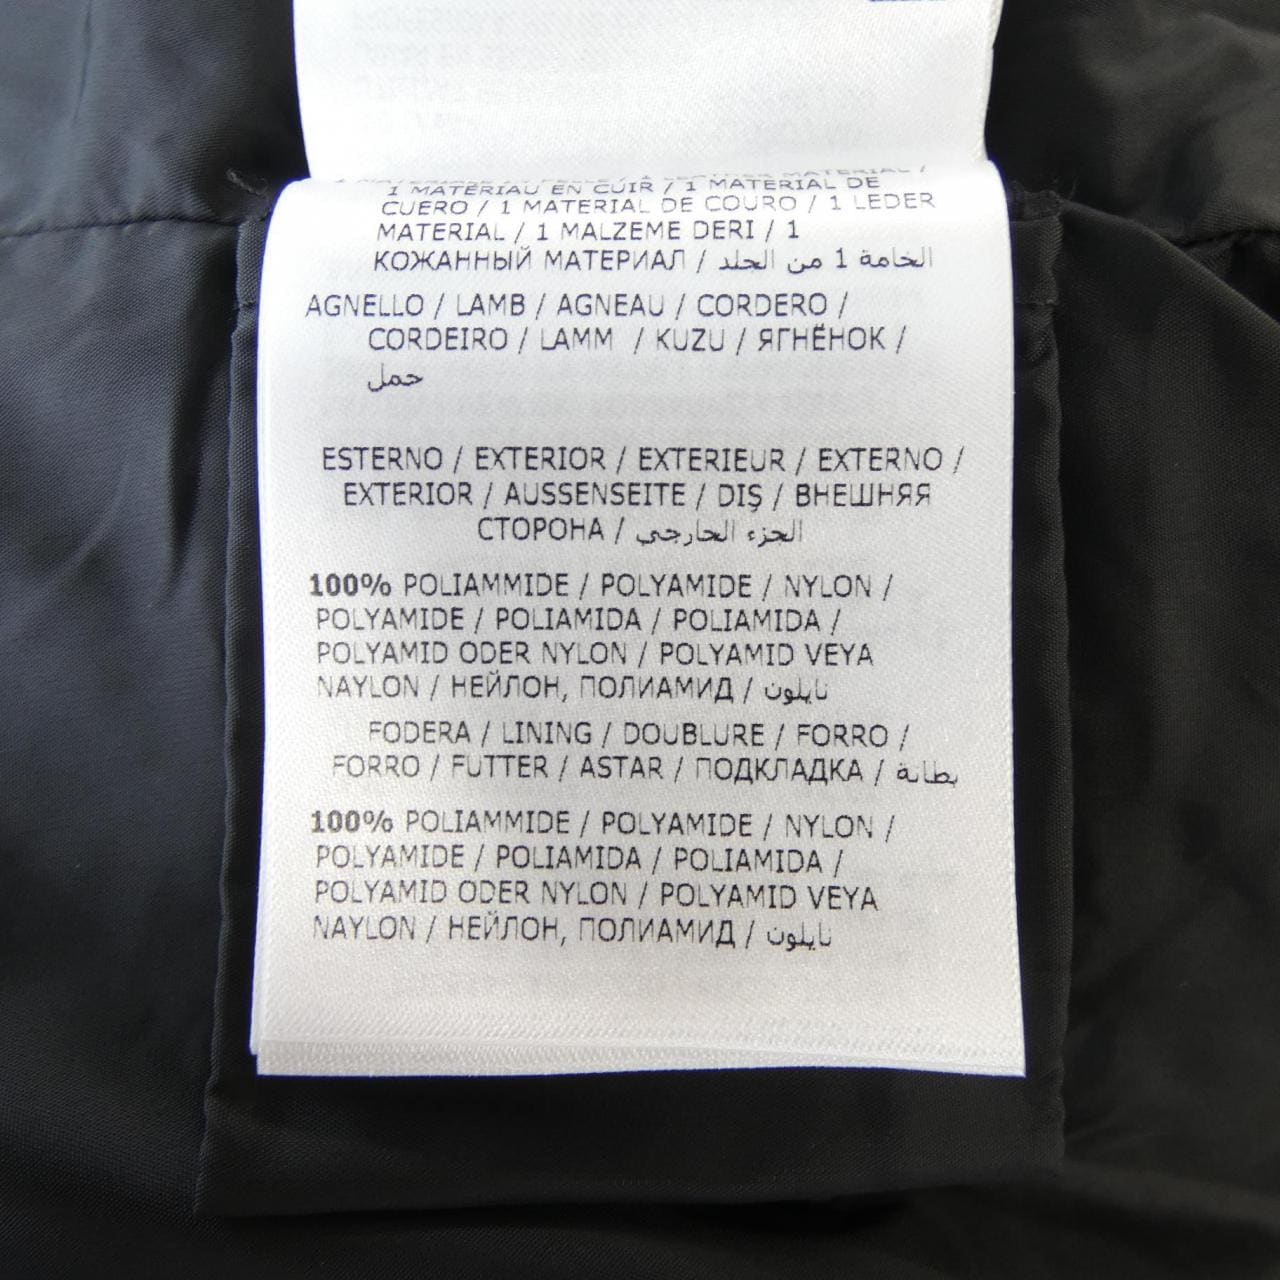 1 MATERIAU EN CUIR / 1 MATERIAL DE
CUERO / 1 MATERIAL DE COURO / 1 LEDER
MATERIAL / 1 MALZEME DERI / 1
КОЖАННЫЙ МАТЕРИАЛ / الخامة 1 من الجلد
AGNELLO / LAMB / AGNEAU / CORDERO /
CORDEIRO / LAMM / KUZU / ЯГНЁНОК /
حمل
ESTERNO / EXTERIOR / EXTERIEUR / EXTERNO /
EXTERIOR / AUSSENSEITE / DIŞ / ВНЕШНЯЯ
СТОРОНА / الجزء الخارجي
100% POLIAMMIDE / POLYAMIDE / NYLON /
POLYAMIDE / POLIAMIDA / POLIAMIDA /
POLYAMID ODER NYLON / POLYAMID VEYA
NAYLON / НЕЙЛОН, ПОЛИАМИД / نايلون
FODERA / LINING / DOUBLURE / FORRO /
FORRO / FUTTER / ASTAR / ПОДКЛАДКА / بطانة
100% POLIAMMIDE / POLYAMIDE / NYLON /
POLYAMIDE / POLIAMIDA / POLIAMIDA /
POLYAMID ODER NYLON / POLYAMID VEYA
NAYLON / НЕЙЛОН, ПОЛИАМИД / نايلون